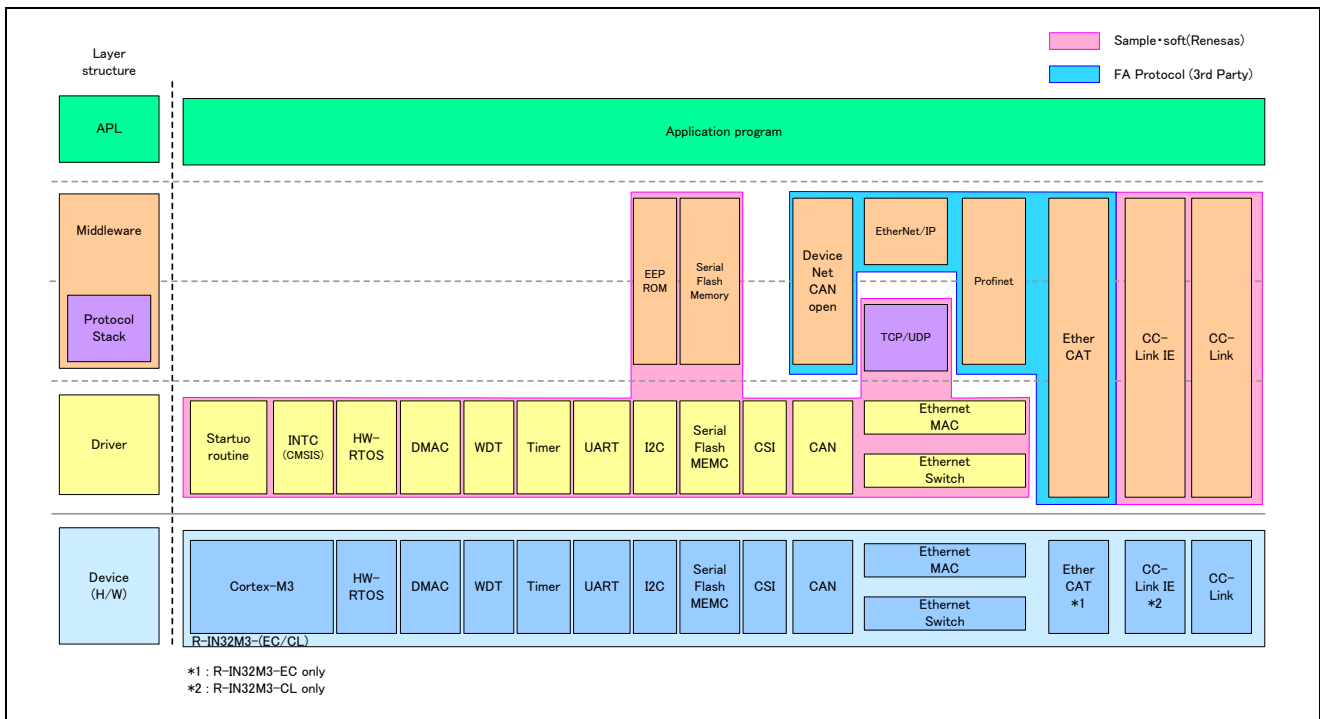 Layer
structure
Sample・soft(Renesas)
FA Protocol (3rd Party)
APL
Application program
Middleware
Protocol
Stack
EEP
ROM
Serial
Flash
Memory
Device
Net
CAN
open
EtherNet/IP
TCP/UDP
Profinet
Ether
CAT
CC-
Link IE
CC-
Link
Driver
Startuo
routine
INTC
(CMSIS)
HW-
RTOS
DMAC
WDT
Timer
UART
I2C
Serial
Flash
MEMC
CSI
CAN
Ethernet
MAC
Ethernet
Switch
Device
(H/W)
Cortex-M3
HW-
RTOS
DMAC
WDT
Timer
UART
I2C
Serial
Flash
MEMC
CSI
CAN
Ethernet
MAC
Ethernet
Switch
Ether
CAT
*1
CC-
Link IE
*2
CC-
Link
R-IN32M3-(EC/CL)
*1 : R-IN32M3-EC only
*2 : R-IN32M3-CL only